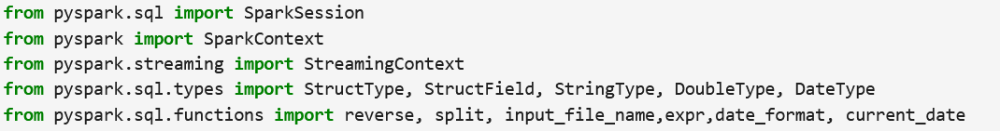 from pyspark.sql import SparkSession
from pyspark import SparkContext
from pyspark.streaming import StreamingContext
from pyspark.sql.types import StructType, StructField, StringType, DoubleType, DateType
from pyspark.sql.functions import reverse, split, input_file_name,expr,date_format, current_date